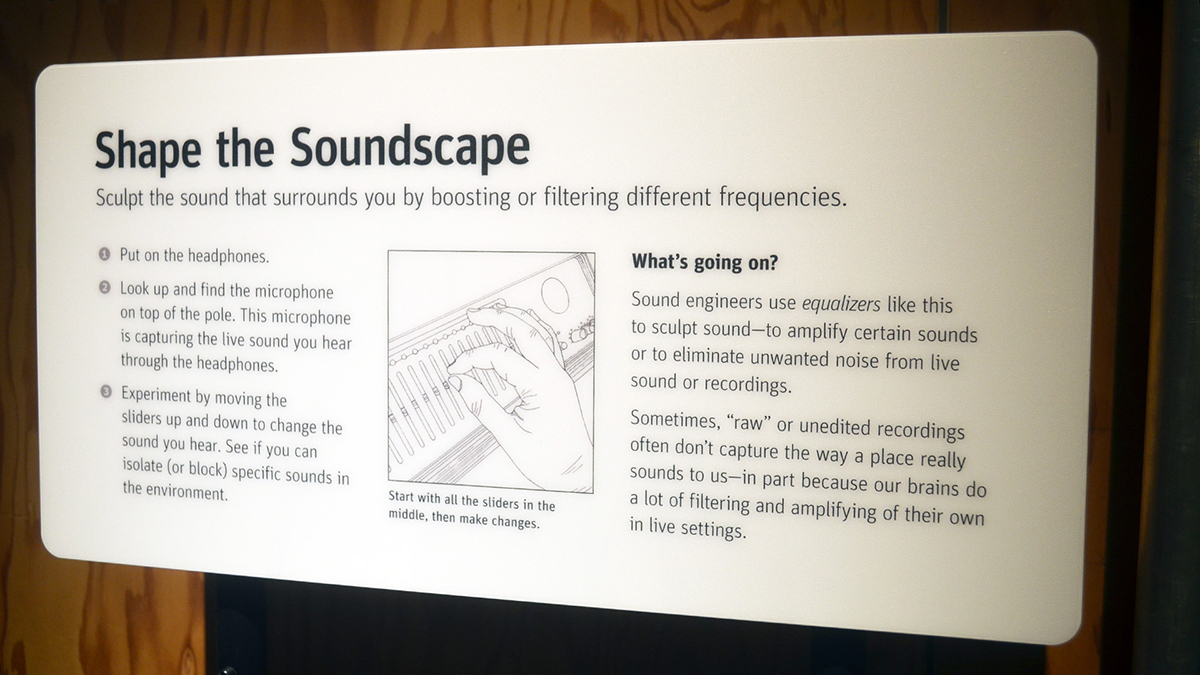 Shape the Soundscape
Sculpt the sound that surrounds you by boosting or filtering different frequencies.
1 Put on the headphones.
2 Look up and find the microphone
on top of the pole. This microphone
is capturing the live sound you hear
through the headphones.
3 Experiment by moving the
sliders up and down to change the
sound you hear. See if you can
isolate (or block) specific sounds in
the environment.
Start with all the sliders in the
middle, then make changes.
What's going on?
Sound engineers use equalizers like this
to sculpt sound—to amplify certain sounds
or to eliminate unwanted noise from live
sound or recordings.
Sometimes, “raw” or unedited recordings
often don't capture the way a place really
sounds to us—in part because our brains do
a lot of filtering and amplifying of their own
in live settings.